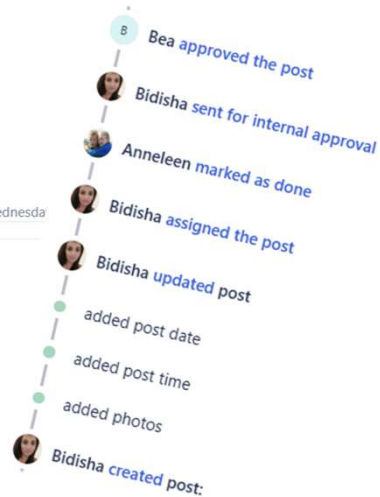 B
Bea approved the post
Bidisha sent for internal approval
Anneleen marked as done
ednesda
Bidisha assigned the post
Bidisha updated post
added post date
added post time
added photos
Bidisha created post: